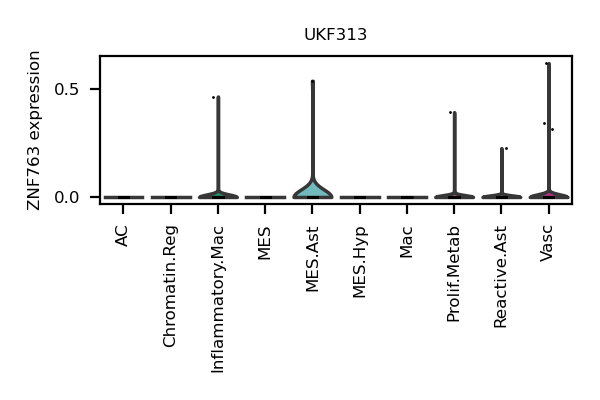 UKF313
ZNF763 expression
0.5
0.0
AC
Chromatin.Reg
Inflammatory.Mac
MES
MES.Ast
MES.Hyp
Mac
Prolif.Metab
Reactive.Ast
Vasc